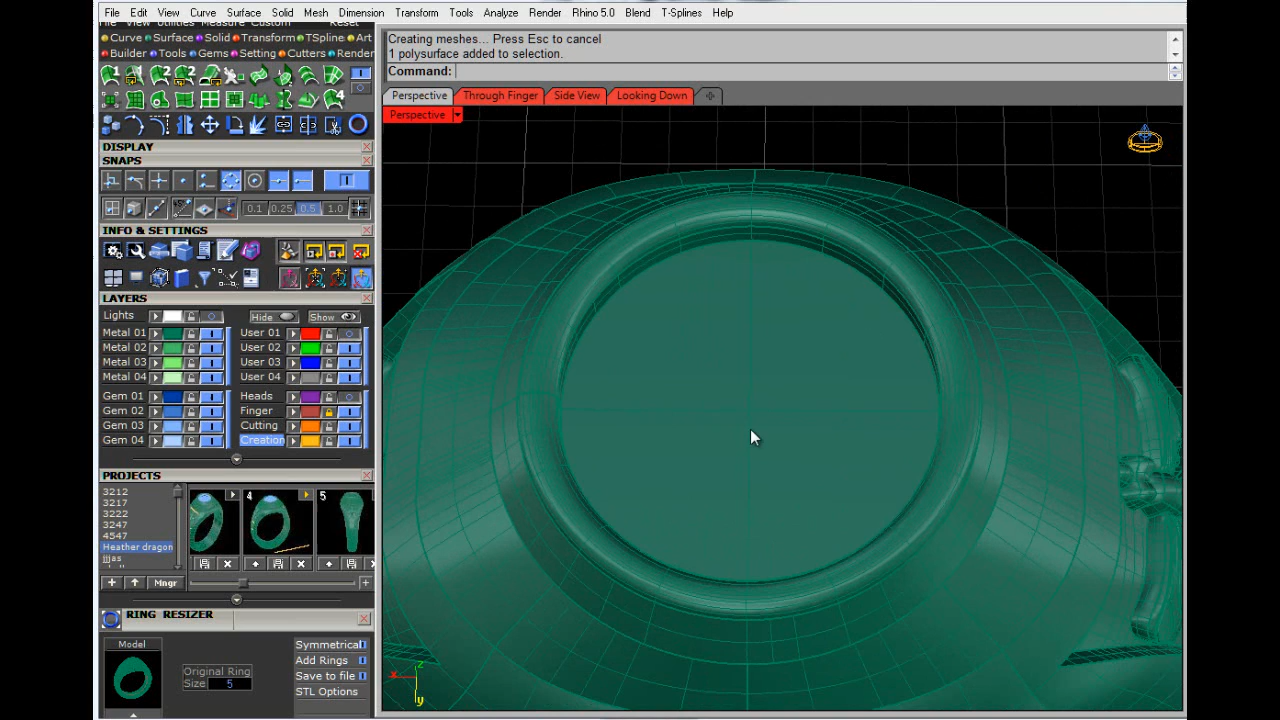 File Edit View Curve Surface Solid Mesh Dimension Transform Tools Analyze Render Rhino 5.0 Blend T-Splines Help
Curve Surface Solid Transform TSpline Art
Builder Tools Gems Setting Cutters Render
Creating meshes... Press Esc to cancel
1 polysurface added to selection.
Command:
Perspective Through Finger Side View Looking Down
Perspective
DISPLAY
SNAPS
0.1 0.25 0.5 1.0
INFO & SETTINGS
LAYERS
Lights Hide Show
Metal 01 User 01
Metal 02 User 02
Metal 03 User 03
Metal 04 User 04
Gem 01 Heads
Gem 02 Finger
Gem 03 Cutting
Gem 04 Creation
PROJECTS
3212
3217
3222
3247
4547
Heather dragon
4 5
Mngr
RING RESIZER
Model
Original Ring
Size 5
Symmetrical
Add Rings
Save to file
STL Options
x z y